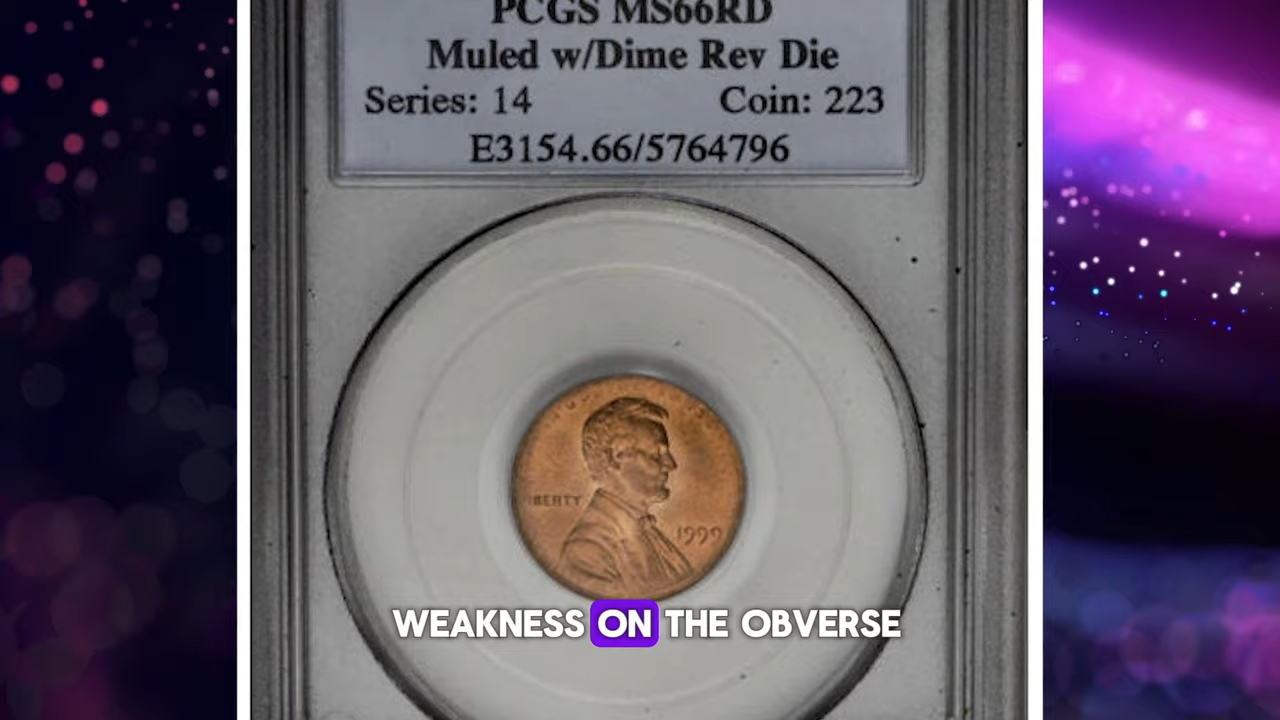 PCGS MS66RD
Muled w/Dime Rev Die
Series: 14 Coin: 223
E3154.66/5764796
LIBERTY
1999
WEAKNESS ON THE OBVERSE